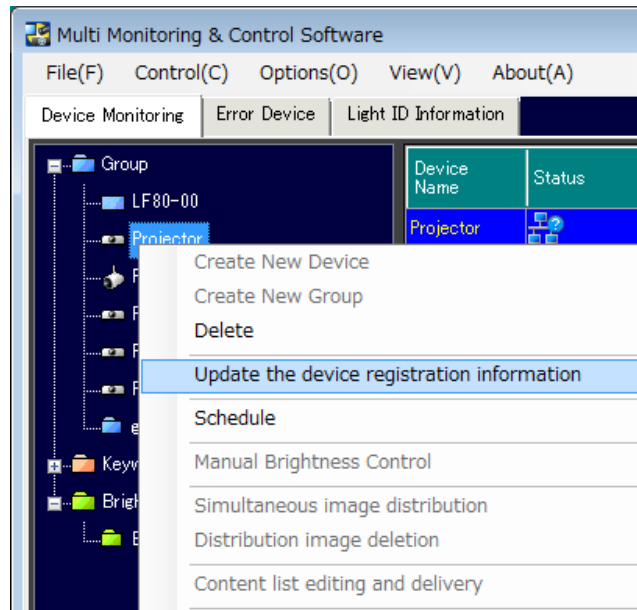 Multi Monitoring & Control Software
File(F) Control(C) Options(O) View(V) About(A)
Device Monitoring Error Device Light ID Information
Group
Device Name
Status
LF80-00
Projector
Projector
Create New Device
Create New Group
Delete
Update the device registration information
Schedule
Manual Brightness Control
Simultaneous image distribution
Distribution image deletion
Content list editing and delivery